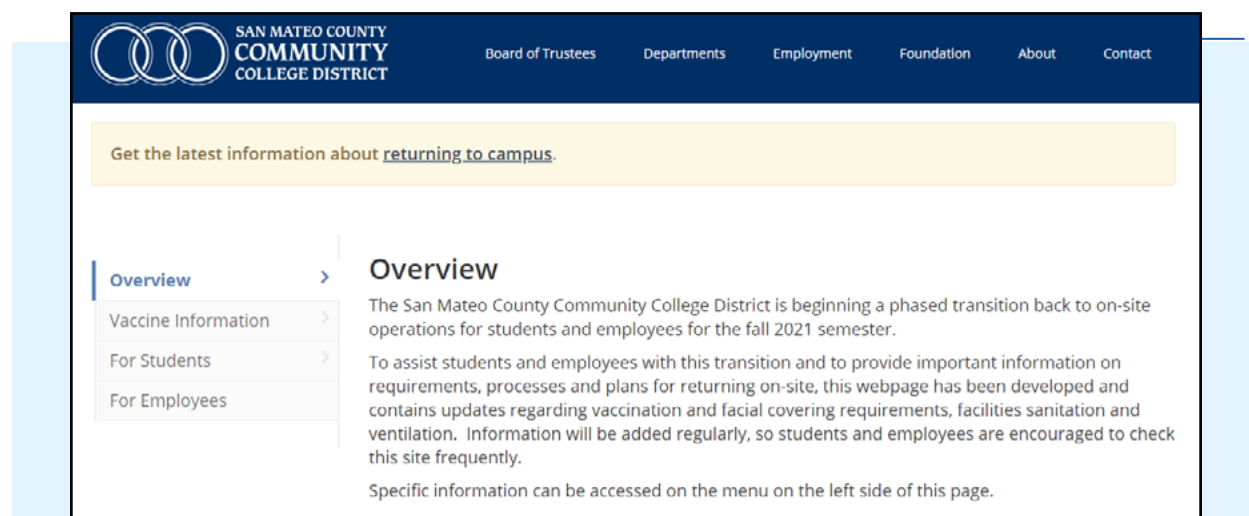 SAN MATEO COUNTY
COMMUNITY
COLLEGE DISTRICT
Board of Trustees Departments Employment Foundation About Contact
Get the latest information about returning to campus.
Overview
Vaccine Information
For Students
For Employees
Overview
The San Mateo County Community College District is beginning a phased transition back to on-site
operations for students and employees for the fall 2021 semester.
To assist students and employees with this transition and to provide important information on
requirements, processes and plans for returning on-site, this webpage has been developed and
contains updates regarding vaccination and facial covering requirements, facilities sanitation and
ventilation. Information will be added regularly, so students and employees are encouraged to check
this site frequently.
Specific information can be accessed on the menu on the left side of this page.